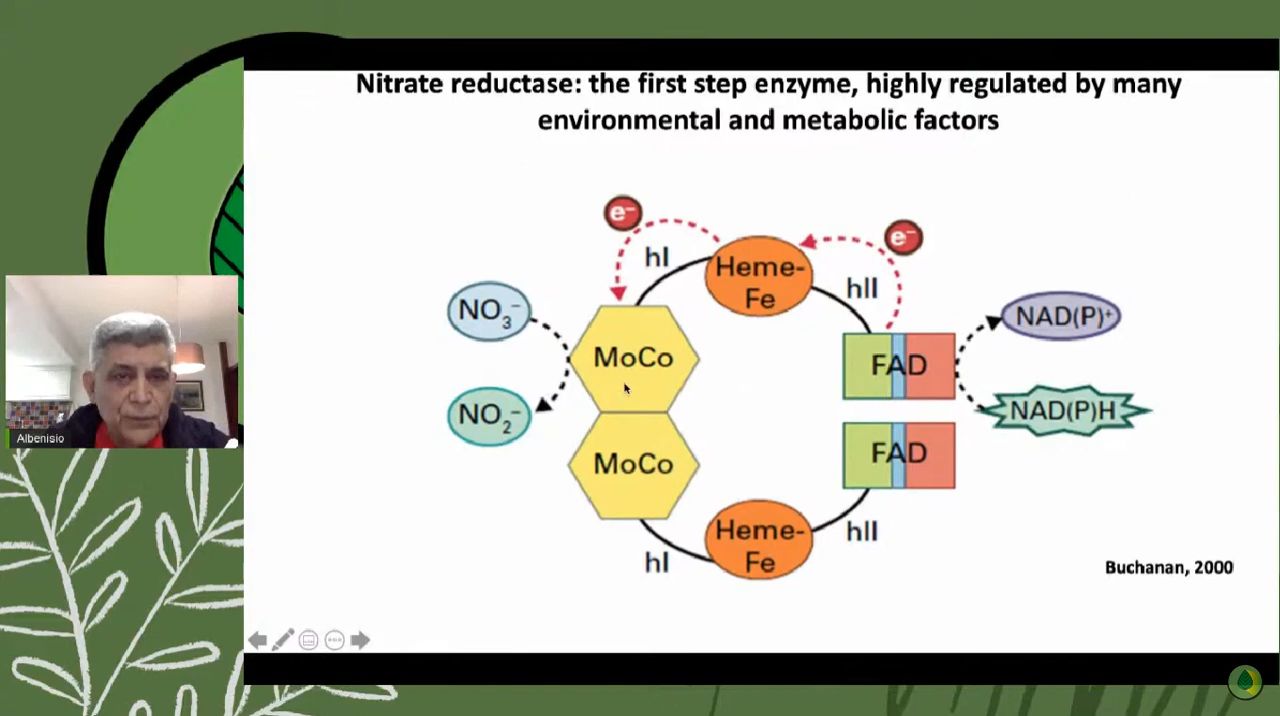 Nitrate reductase: the first step enzyme, highly regulated by many
environmental and metabolic factors
e⁻
e⁻
hI
Heme-
Fe
hII
NO₃⁻
NAD(P)⁺
MoCo
FAD
NO₂⁻
NAD(P)H
MoCo
FAD
Heme-
Fe
hI
hII
Buchanan, 2000
Albenisio